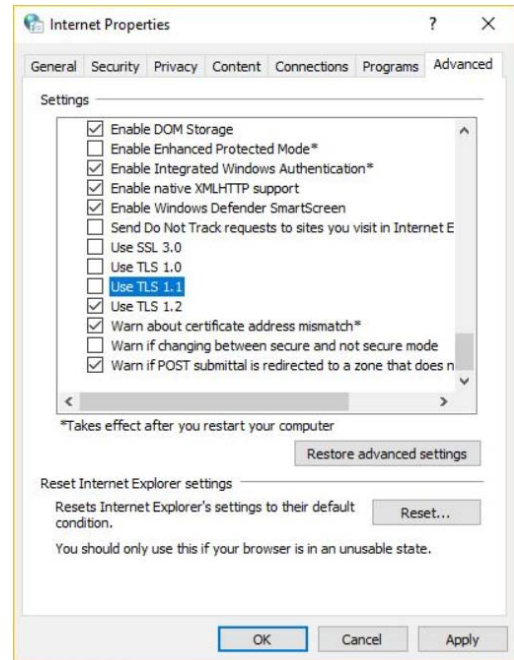 Internet Properties
? ×
General Security Privacy Content Connections Programs Advanced
Settings
Enable DOM Storage
Enable Enhanced Protected Mode*
Enable Integrated Windows Authentication*
Enable native XMLHTTP support
Enable Windows Defender SmartScreen
Send Do Not Track requests to sites you visit in Internet E
Use SSL 3.0
Use TLS 1.0
Use TLS 1.1
Use TLS 1.2
Warn about certificate address mismatch*
Warn if changing between secure and not secure mode
Warn if POST submittal is redirected to a zone that does n
*Takes effect after you restart your computer
Restore advanced settings
Reset Internet Explorer settings
Resets Internet Explorer's settings to their default
condition.
Reset...
You should only use this if your browser is in an unusable state.
OK Cancel Apply